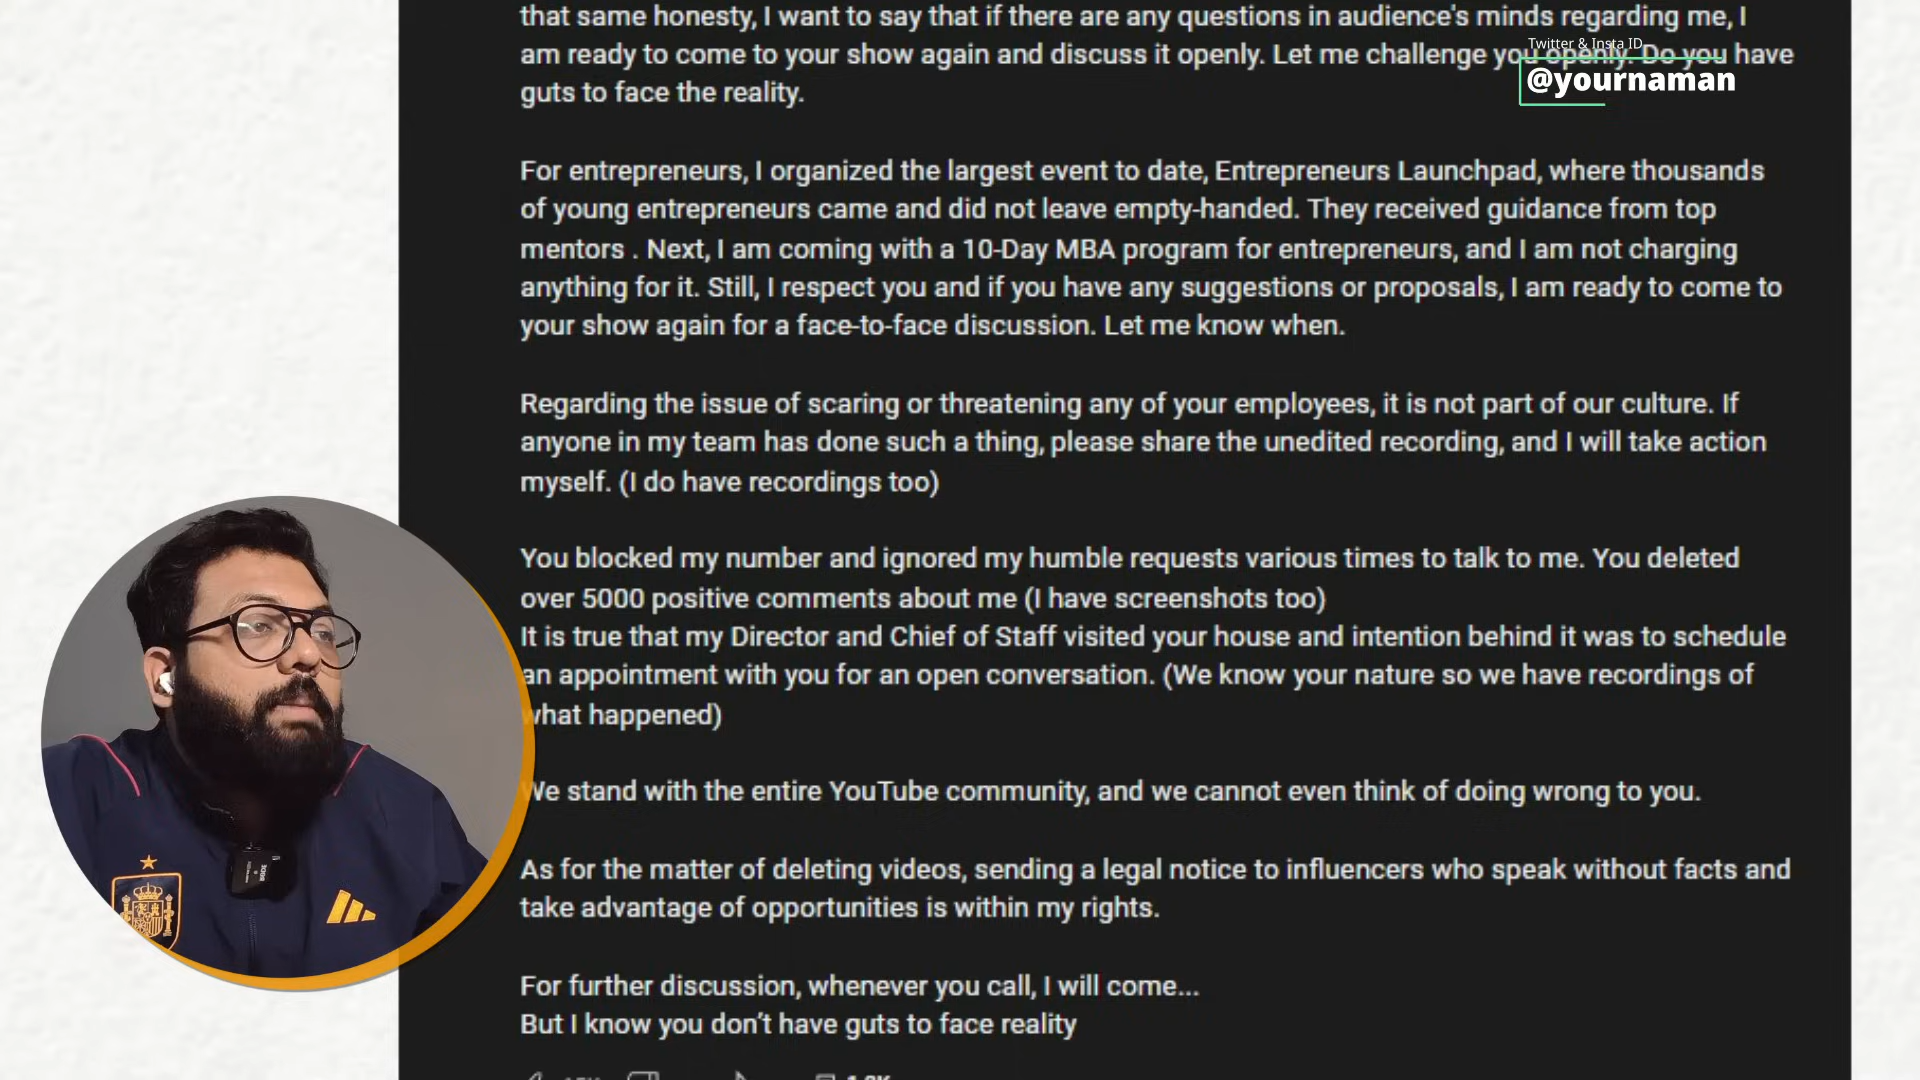 that same honesty, I want to say that if there are any questions in audience's minds regarding me, I
am ready to come to your show again and discuss it openly. Let me challenge you openly. Do you have
guts to face the reality.
Twitter & Insta ID
@yournaman
For entrepreneurs, I organized the largest event to date, Entrepreneurs Launchpad, where thousands
of young entrepreneurs came and did not leave empty-handed. They received guidance from top
mentors . Next, I am coming with a 10-Day MBA program for entrepreneurs, and I am not charging
anything for it. Still, I respect you and if you have any suggestions or proposals, I am ready to come to
your show again for a face-to-face discussion. Let me know when.
Regarding the issue of scaring or threatening any of your employees, it is not part of our culture. If
anyone in my team has done such a thing, please share the unedited recording, and I will take action
myself. (I do have recordings too)
You blocked my number and ignored my humble requests various times to talk to me. You deleted
over 5000 positive comments about me (I have screenshots too)
It is true that my Director and Chief of Staff visited your house and intention behind it was to schedule
an appointment with you for an open conversation. (We know your nature so we have recordings of
what happened)
We stand with the entire YouTube community, and we cannot even think of doing wrong to you.
As for the matter of deleting videos, sending a legal notice to influencers who speak without facts and
take advantage of opportunities is within my rights.
For further discussion, whenever you call, I will come...
But I know you don't have guts to face reality